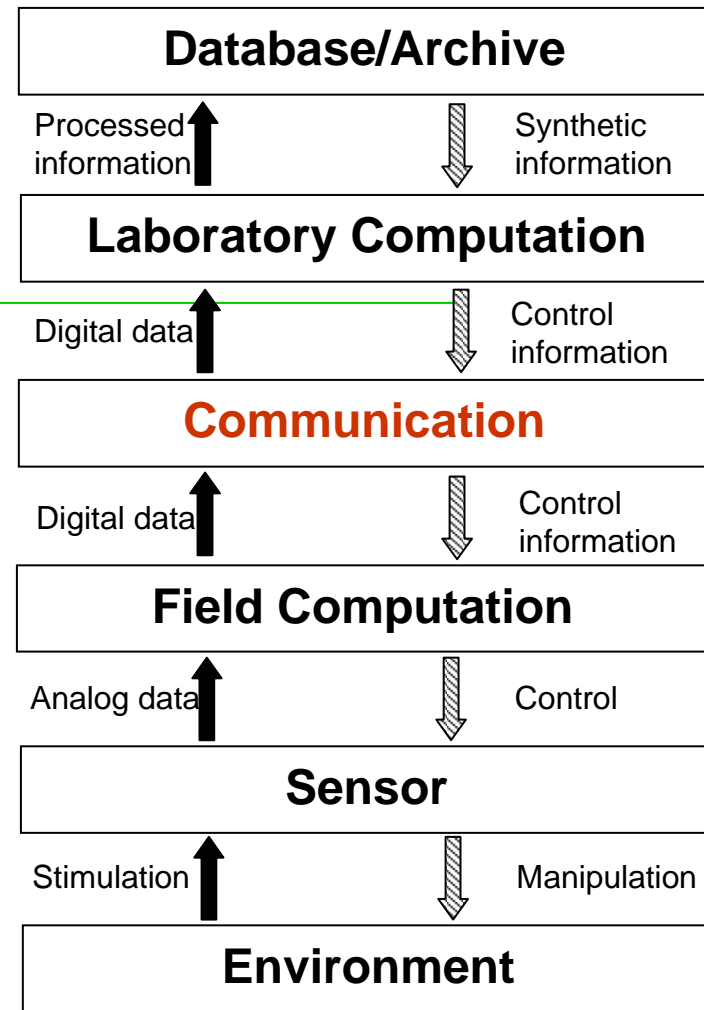 Database/Archive
Processed
information
Synthetic
information
Laboratory Computation
Digital data
Control
information
Communication
Digital data
Control
information
Field Computation
Analog data
Control
Sensor
Stimulation
Manipulation
Environment